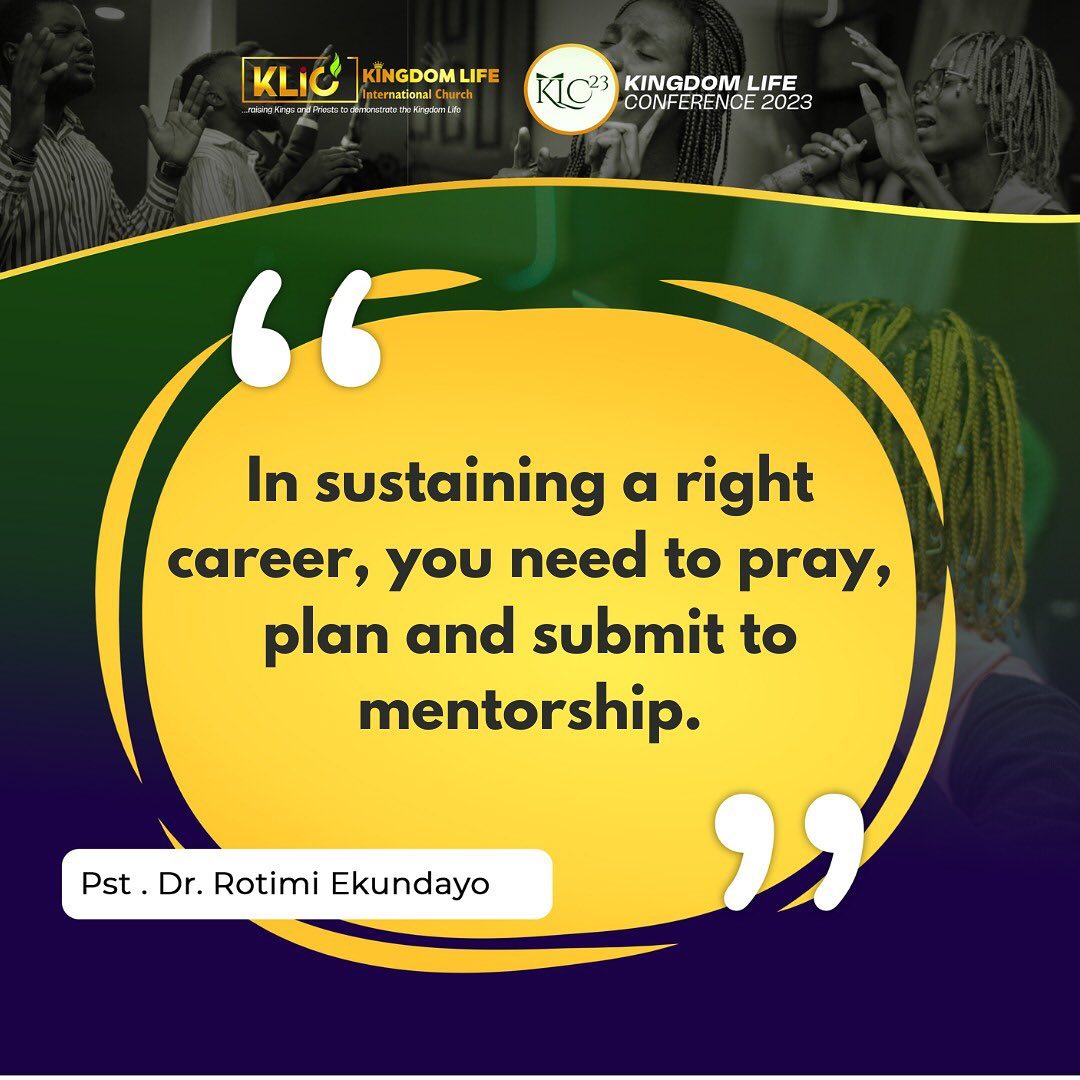 KLIC
KINGDOM LIFE
International Church
...raising Kings and Priests to demonstrate the Kingdom Life
KLC23
KINGDOM LIFE
CONFERENCE 2023
“
In sustaining a right
career, you need to pray,
plan and submit to
mentorship.
”
Pst . Dr. Rotimi Ekundayo